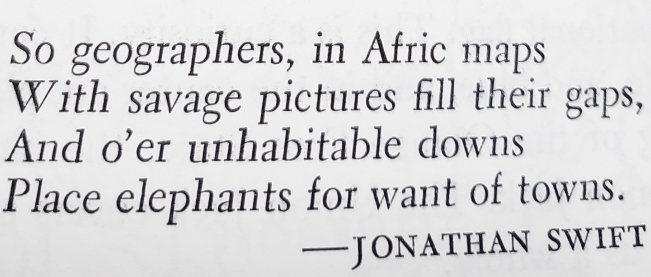 So geographers, in Afric maps
With savage pictures fill their gaps,
And o’er unhabitable downs
Place elephants for want of towns.
—JONATHAN SWIFT